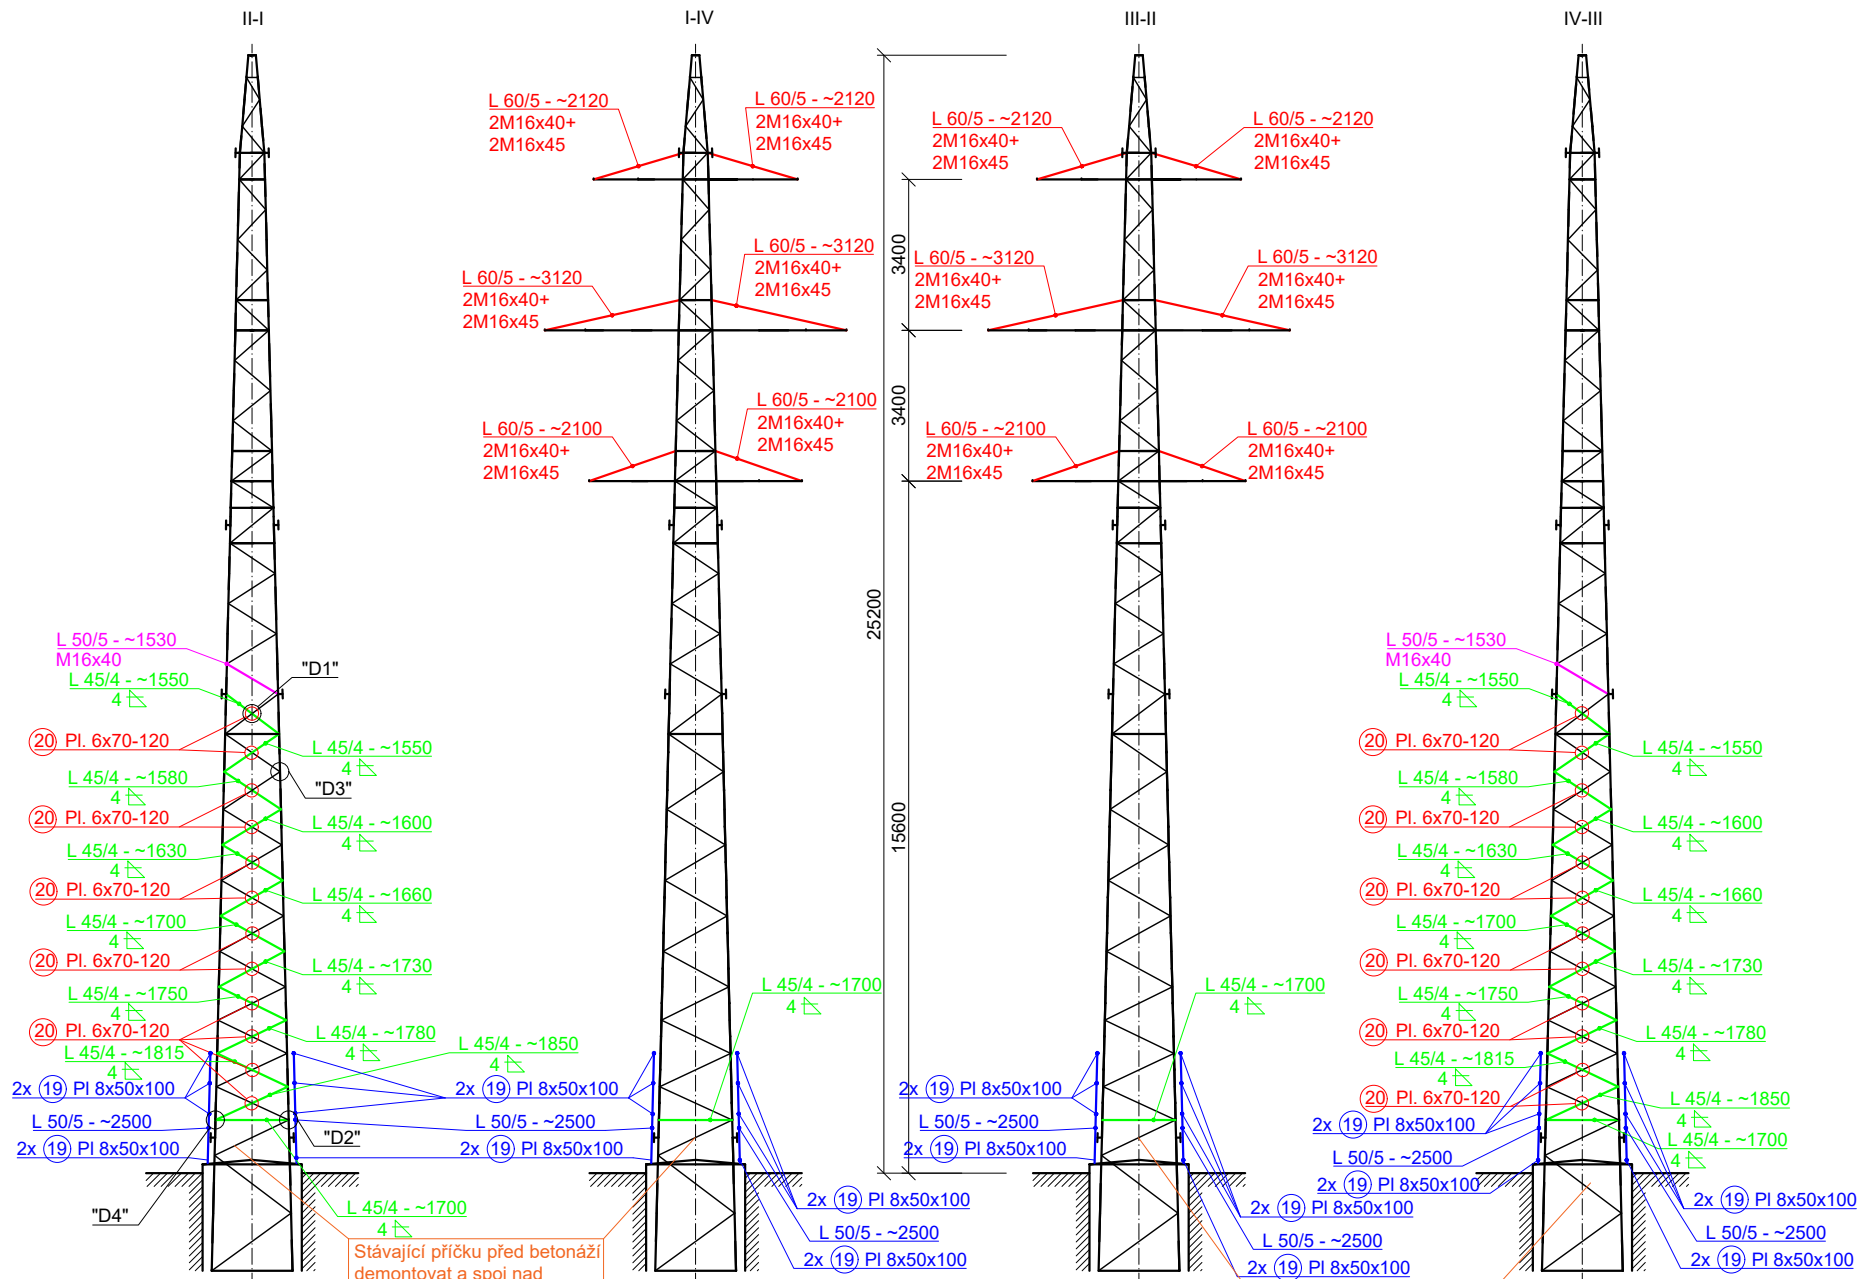 II-I
I-IV
III-II
IV-III
L 60/5 - ~2120
2M16x40+
2M16x45
L 60/5 - ~2120
2M16x40+
2M16x45
L 60/5 - ~2120
2M16x40+
2M16x45
L 60/5 - ~2120
2M16x40+
2M16x45
L 60/5 - ~3120
2M16x40+
2M16x45
L 60/5 - ~3120
2M16x40+
2M16x45
L 60/5 - ~3120
2M16x40+
2M16x45
L 60/5 - ~3120
2M16x40+
2M16x45
L 60/5 - ~2100
2M16x40+
2M16x45
L 60/5 - ~2100
2M16x40+
2M16x45
L 60/5 - ~2100
2M16x40+
2M16x45
L 60/5 - ~2100
2M16x40+
2M16x45
3400
3400
25200
15600
L 50/5 - ~1530
M16x40
L 45/4 - ~1550
4
"D1"
20 Pl. 6x70-120
L 45/4 - ~1550
4
L 45/4 - ~1580
4
"D3"
20 Pl. 6x70-120
L 45/4 - ~1600
4
L 45/4 - ~1630
4
20 Pl. 6x70-120
L 45/4 - ~1660
4
L 45/4 - ~1700
4
20 Pl. 6x70-120
L 45/4 - ~1730
4
L 45/4 - ~1750
4
20 Pl. 6x70-120
L 45/4 - ~1780
4
L 45/4 - ~1815
4
L 45/4 - ~1850
4
2x 19 Pl 8x50x100
L 50/5 - ~2500
2x 19 Pl 8x50x100
"D2"
"D4"
L 45/4 - ~1700
4
Stávající příčku před betonáží
demontovat a spoj nad
2x 19 Pl 8x50x100
L 50/5 - ~2500
2x 19 Pl 8x50x100
L 45/4 - ~1700
4
2x 19 Pl 8x50x100
L 50/5 - ~2500
2x 19 Pl 8x50x100
2x 19 Pl 8x50x100
L 50/5 - ~2500
2x 19 Pl 8x50x100
L 45/4 - ~1700
4
2x 19 Pl 8x50x100
L 50/5 - ~2500
2x 19 Pl 8x50x100
L 50/5 - ~1530
M16x40
L 45/4 - ~1550
4
20 Pl. 6x70-120
L 45/4 - ~1550
4
L 45/4 - ~1580
4
20 Pl. 6x70-120
L 45/4 - ~1600
4
L 45/4 - ~1630
4
20 Pl. 6x70-120
L 45/4 - ~1660
4
L 45/4 - ~1700
4
20 Pl. 6x70-120
L 45/4 - ~1730
4
L 45/4 - ~1750
4
20 Pl. 6x70-120
L 45/4 - ~1780
4
L 45/4 - ~1815
4
20 Pl. 6x70-120
L 45/4 - ~1850
4
2x 19 Pl 8x50x100
L 45/4 - ~1700
4
L 50/5 - ~2500
2x 19 Pl 8x50x100
2x 19 Pl 8x50x100
L 50/5 - ~2500
2x 19 Pl 8x50x100